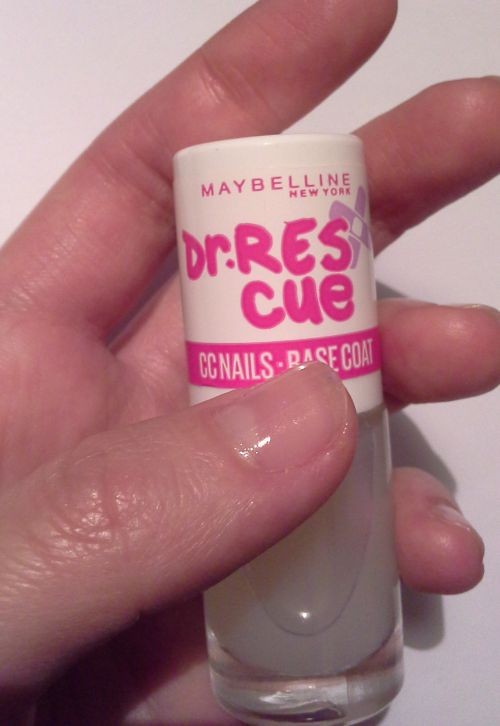 MAYBELLINE
NEW YORK
Dr.RES
cue
CC NAILS · BASE COAT